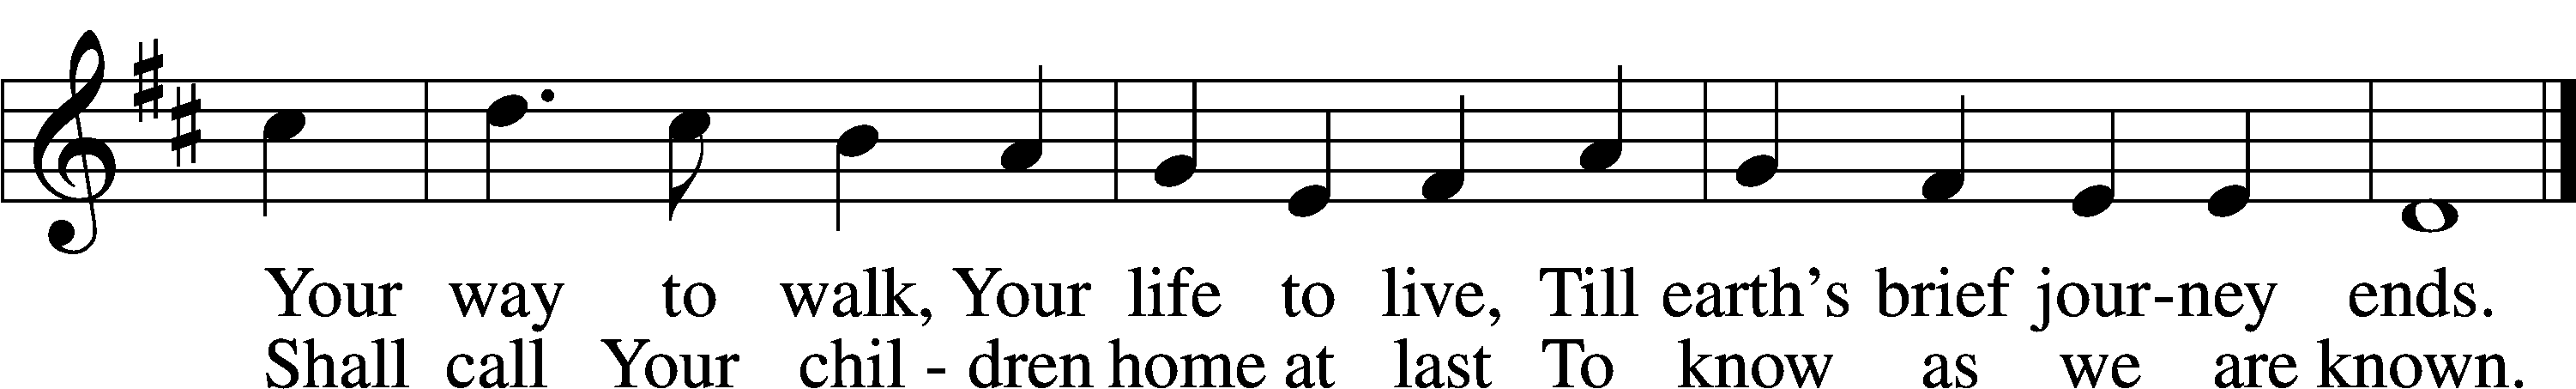 Your way to walk, Your life to live, Till earth's brief jour-ney ends.
Shall call Your chil - dren home at last To know as we are known.